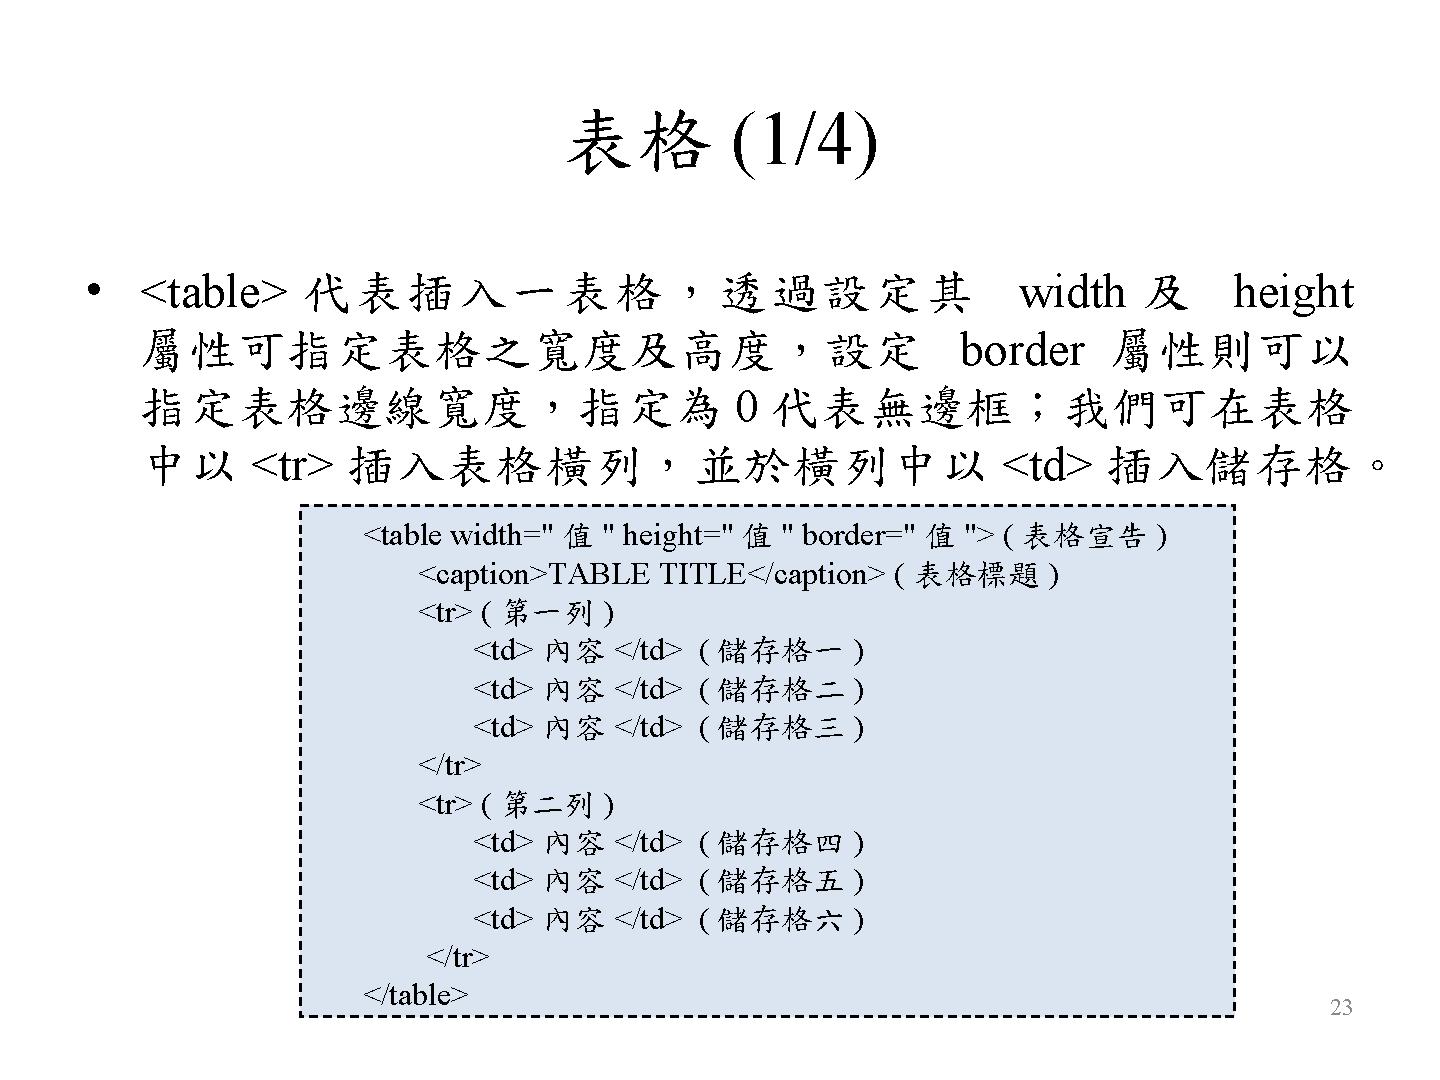 表格 (1/4)
• <table> 代表插入一表格，透過設定其 width 及 height
屬性可指定表格之寬度及高度，設定 border 屬性則可以
指定表格邊線寬度，指定為 0 代表無邊框；我們可在表格
中以 <tr> 插入表格橫列，並於橫列中以 <td> 插入儲存格。
<table width=" 值 " height=" 值 " border=" 值 "> ( 表格宣告 )
<caption>TABLE TITLE</caption> ( 表格標題 )
<tr> ( 第一列 )
<td> 內容 </td> ( 儲存格一 )
<td> 內容 </td> ( 儲存格二 )
<td> 內容 </td> ( 儲存格三 )
</tr>
<tr> ( 第二列 )
<td> 內容 </td> ( 儲存格四 )
<td> 內容 </td> ( 儲存格五 )
<td> 內容 </td> ( 儲存格六 )
</tr>
</table>
23